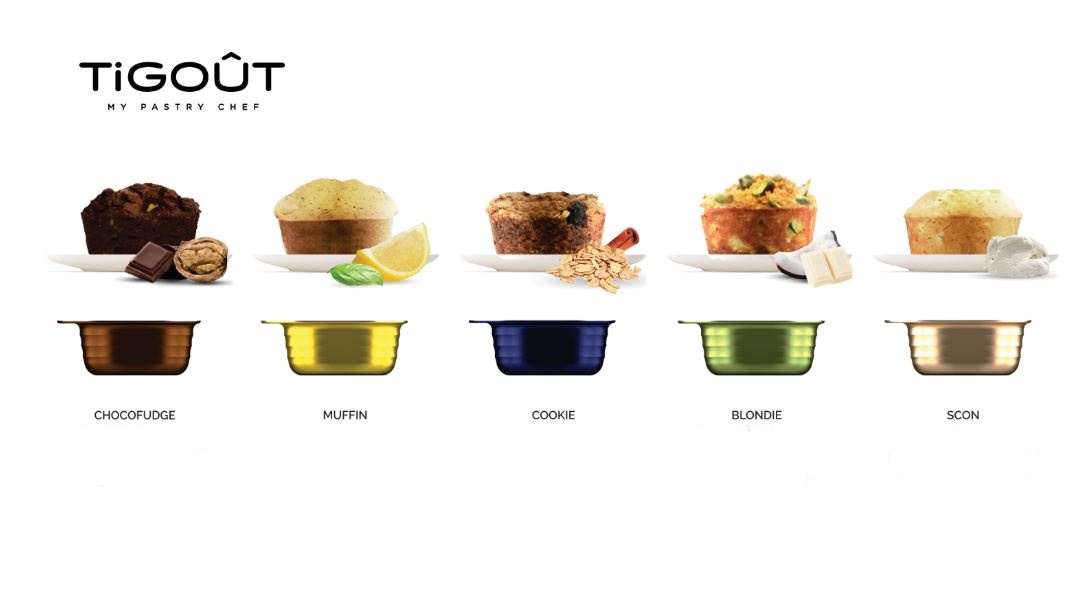 TiGOÛT
MY PASTRY CHEF
CHOCOFUDGE
MUFFIN
COOKIE
BLONDIE
SCON